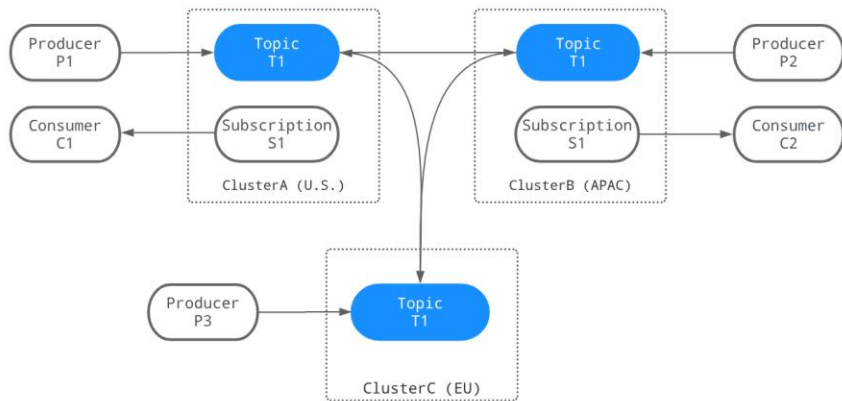 Producer
P1
Topic
T1
Topic
T1
Producer
P2
Consumer
C1
Subscription
S1
Subscription
S1
Consumer
C2
ClusterA (U.S.)
ClusterB (APAC)
Producer
P3
Topic
T1
ClusterC (EU)